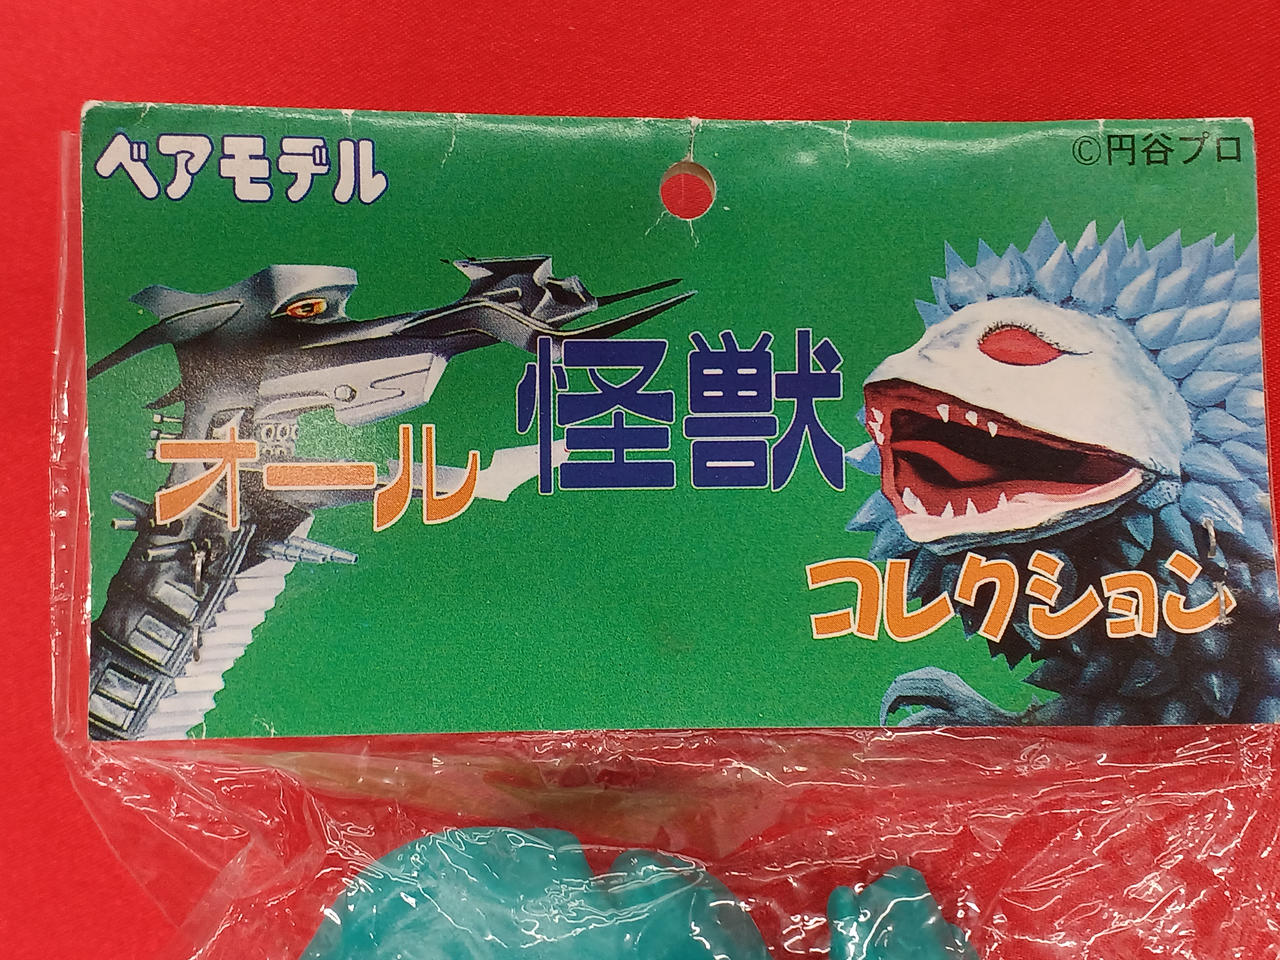 ベアモデル
©円谷プロ
オール
怪獣
コレクション